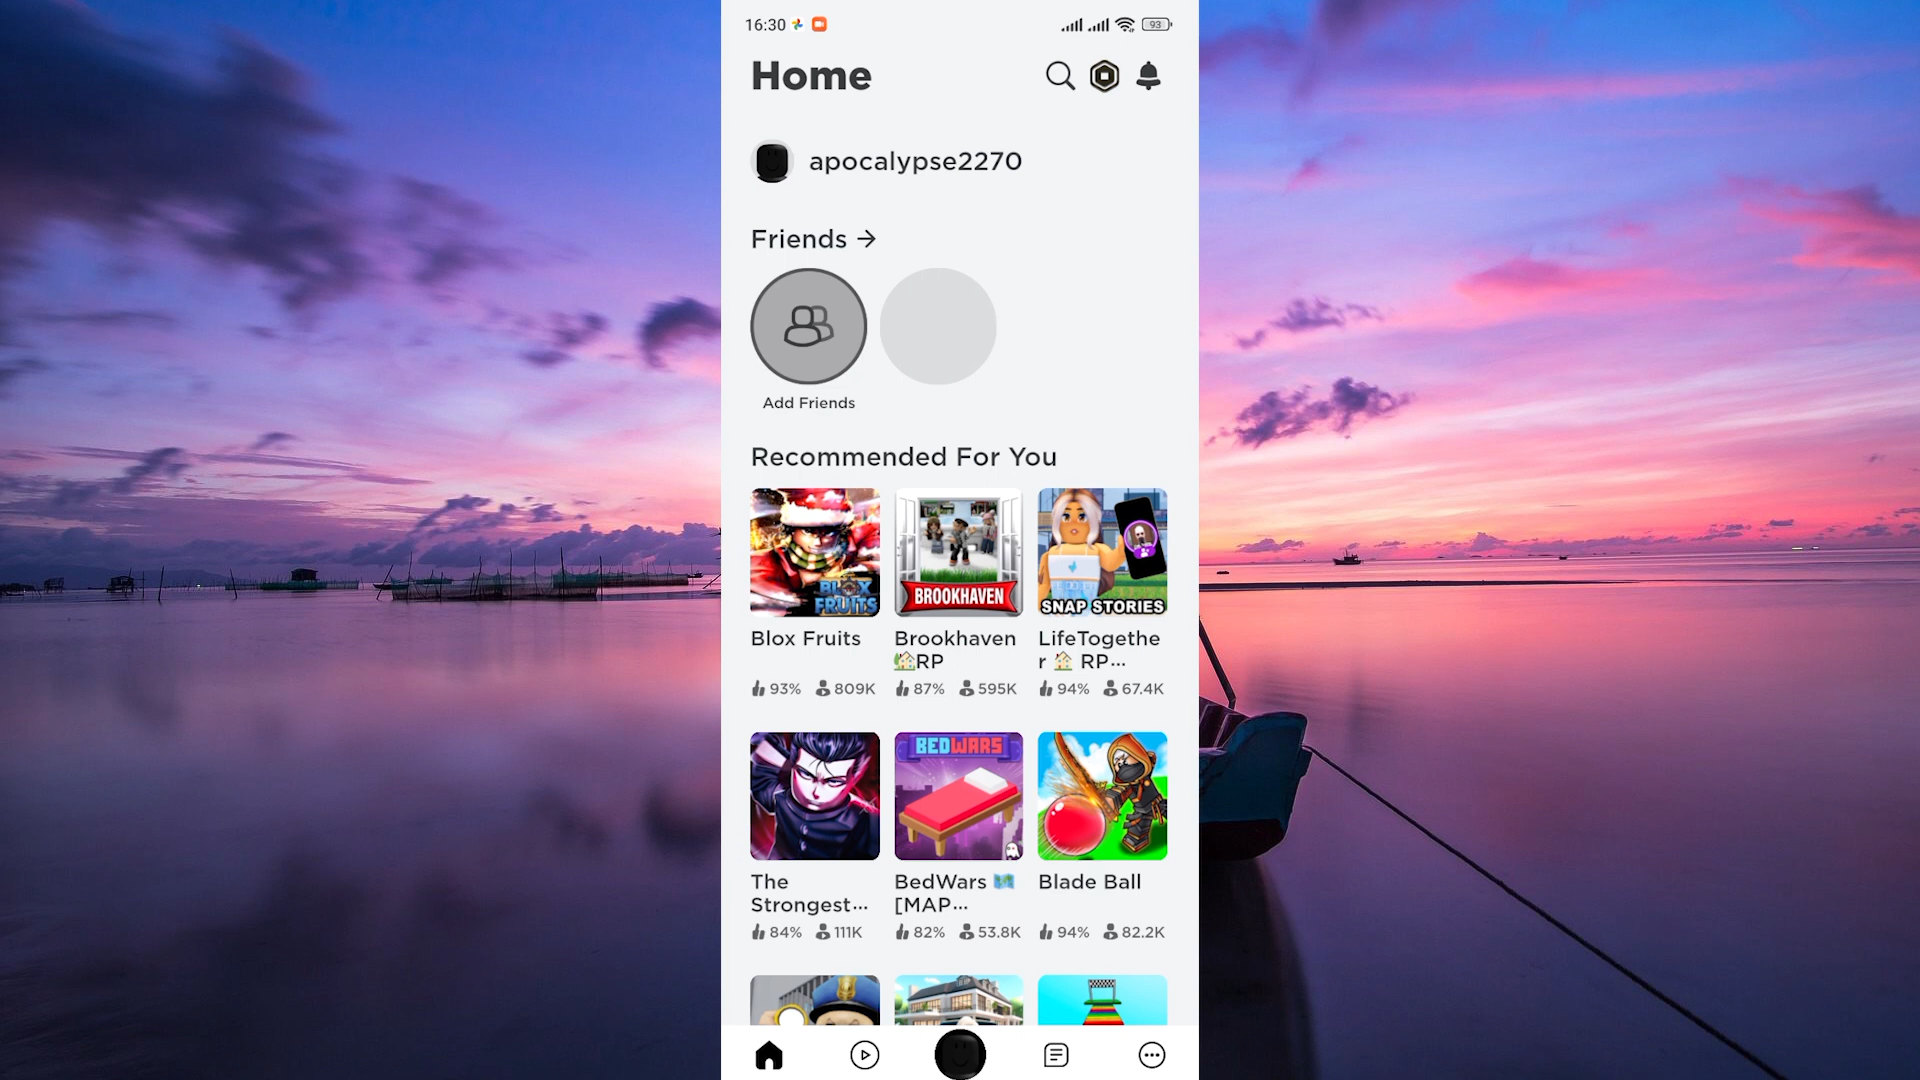 16:30
93
Home
apocalypse2270
Friends →
Add Friends
Recommended For You
BLOX
FRUITS
BROOKHAVEN
SNAP STORIES
Blox Fruits
Brookhaven
🏡RP
LifeTogethe
r 🏠 RP...
93% 809K
87% 595K
94% 67.4K
BEDWARS
The
Strongest...
BedWars 🗺️
[MAP...
Blade Ball
84% 111K
82% 53.8K
94% 82.2K